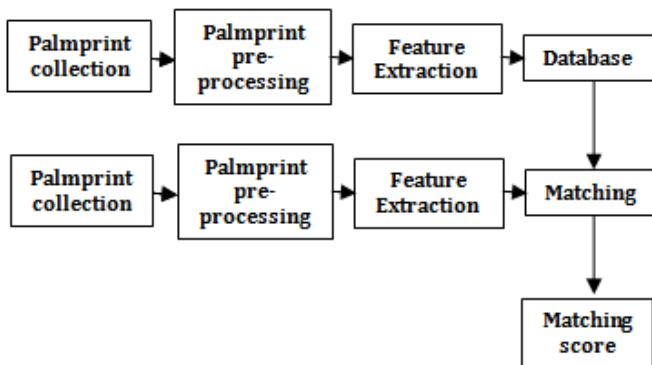 Palmprint
collection
Palmprint
pre-
processing
Feature
Extraction
Database
Palmprint
collection
Palmprint
pre-
processing
Feature
Extraction
Matching
Matching
score